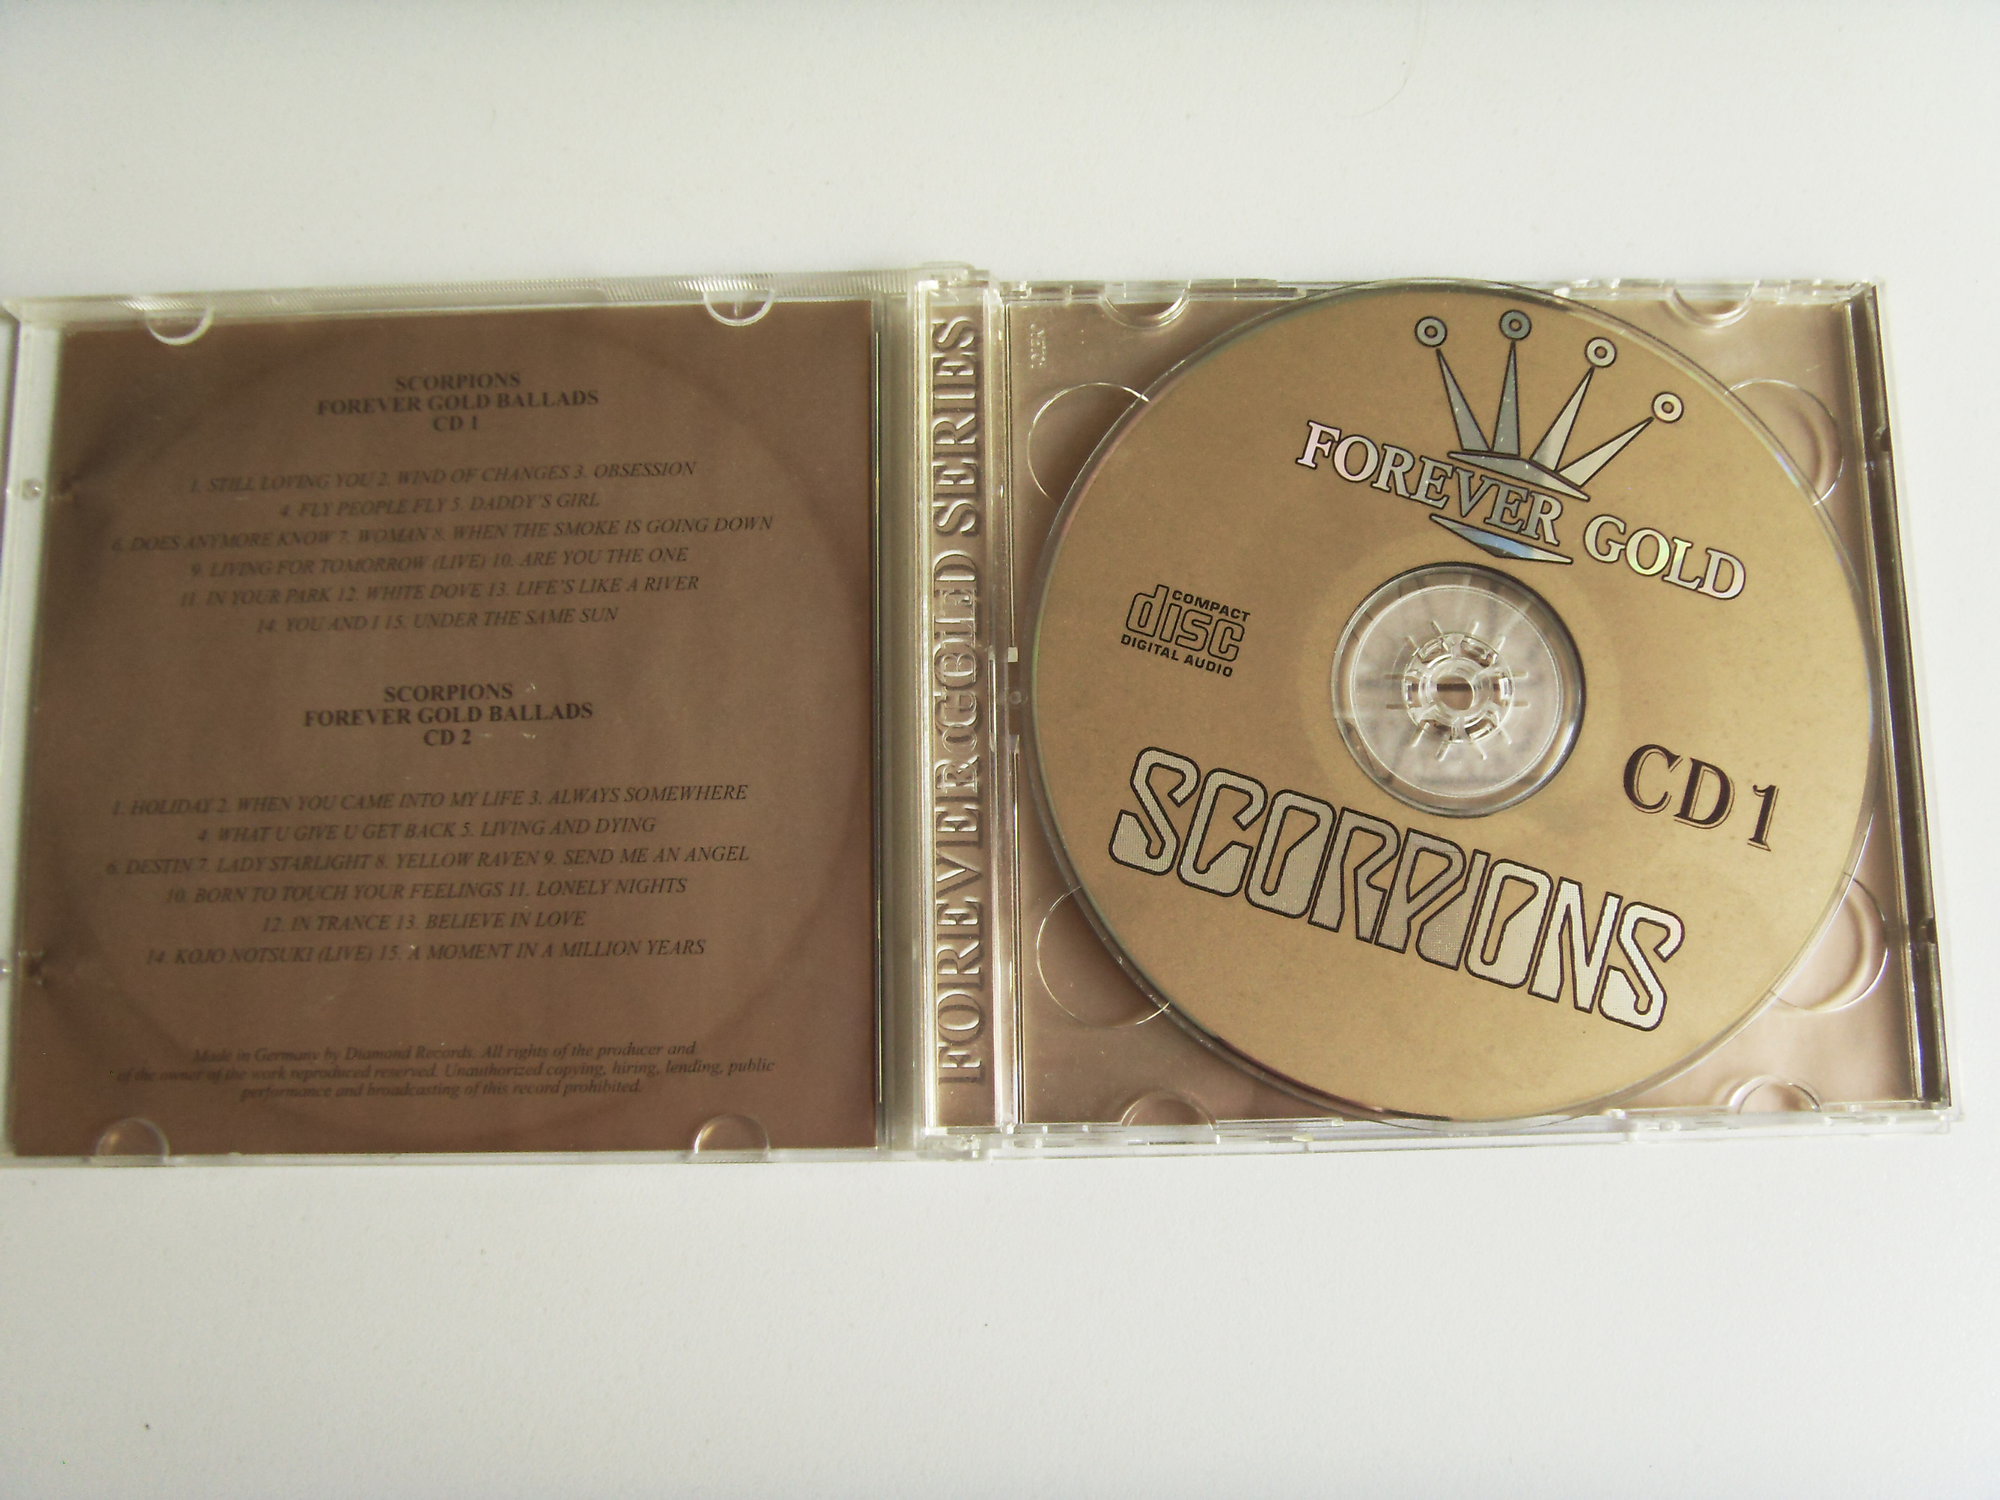 SCORPIONS
FOREVER GOLD BALLADS
CD 1
1. STILL LOVING YOU 2. WIND OF CHANGES 3. OBSESSION
4. FLY PEOPLE FLY 5. DADDY'S GIRL
6. DOES ANYMORE KNOW 7. WOMAN 8. WHEN THE SMOKE IS GOING DOWN
9. LIVING FOR TOMORROW (LIVE) 10. ARE YOU THE ONE
11. IN YOUR PARK 12. WHITE DOVE 13. LIFE'S LIKE A RIVER
14. YOU AND I 15. UNDER THE SAME SUN
SCORPIONS
FOREVER GOLD BALLADS
CD 2
1. HOLIDAY 2. WHEN YOU CAME INTO MY LIFE 3. ALWAYS SOMEWHERE
4. WHAT U GIVE U GET BACK 5. LIVING AND DYING
6. DESTIN 7. LADY STARLIGHT 8. YELLOW RAVEN 9. SEND ME AN ANGEL
10. BORN TO TOUCH YOUR FEELINGS 11. LONELY NIGHTS
12. IN TRANCE 13. BELIEVE IN LOVE
14. KOJO NOTSUKI (LIVE) 15. A MOMENT IN A MILLION YEARS
Made in Germany by Diamond Records. All rights of the producer and
of the owner of the work reproduced reserved. Unauthorized copying, hiring, lending, public
performance and broadcasting of this record prohibited.
FOREVER GOLD SERIES
FOREVER GOLD
COMPACT
disc
DIGITAL AUDIO
CD 1
SCORPIONS